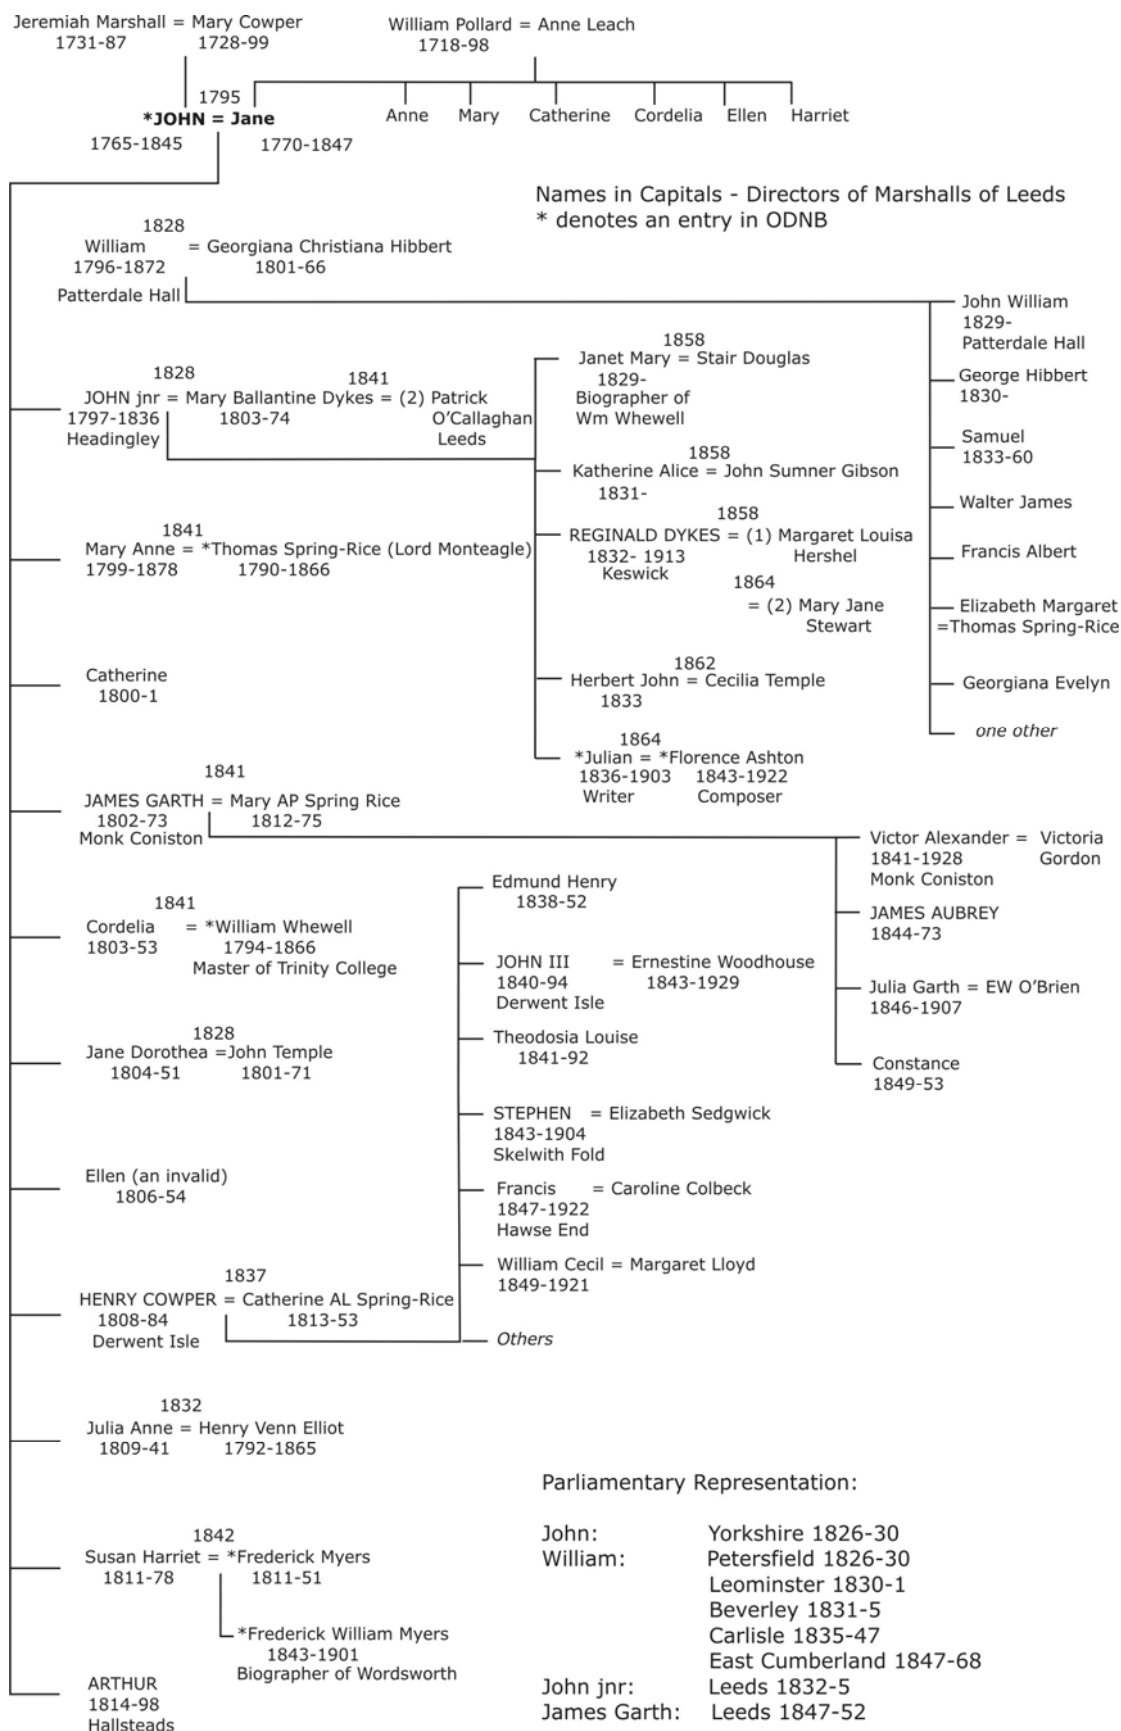 Jeremiah Marshall = Mary Cowper
1731-87 1728-99
William Pollard = Anne Leach
1718-98
1795
*JOHN = Jane
1765-1845 1770-1847
Anne Mary Catherine Cordelia Ellen Harriet
Names in Capitals - Directors of Marshalls of Leeds
* denotes an entry in ODNB
1828
William = Georgiana Christiana Hibbert
1796-1872 1801-66
Patterdale Hall
John William
1829-
Patterdale Hall
George Hibbert
1830-
Samuel
1833-60
Walter James
Francis Albert
Elizabeth Margaret
=Thomas Spring-Rice
Georgiana Evelyn
one other
1828 1841
JOHN jnr = Mary Ballantine Dykes = (2) Patrick
1797-1836 1803-74 O'Callaghan
Headingley Leeds
1858
Janet Mary = Stair Douglas
1829-
Biographer of
Wm Whewell
1858
Katherine Alice = John Sumner Gibson
1831-
1858
REGINALD DYKES = (1) Margaret Louisa
1832- 1913 Hershel
Keswick
1864
= (2) Mary Jane
Stewart
1862
Herbert John = Cecilia Temple
1833
1864
*Julian = *Florence Ashton
1836-1903 1843-1922
Writer Composer
1841
Mary Anne = *Thomas Spring-Rice (Lord Monteagle)
1799-1878 1790-1866
Catherine
1800-1
1841
JAMES GARTH = Mary AP Spring Rice
1802-73 1812-75
Monk Coniston
Victor Alexander = Victoria
1841-1928 Gordon
Monk Coniston
JAMES AUBREY
1844-73
Julia Garth = EW O'Brien
1846-1907
Constance
1849-53
1841
Cordelia = *William Whewell
1803-53 1794-1866
Master of Trinity College
1828
Jane Dorothea =John Temple
1804-51 1801-71
Ellen (an invalid)
1806-54
1837
HENRY COWPER = Catherine AL Spring-Rice
1808-84 1813-53
Derwent Isle
Edmund Henry
1838-52
JOHN III = Ernestine Woodhouse
1840-94 1843-1929
Derwent Isle
Theodosia Louise
1841-92
STEPHEN = Elizabeth Sedgwick
1843-1904
Skelwith Fold
Francis = Caroline Colbeck
1847-1922
Hawse End
William Cecil = Margaret Lloyd
1849-1921
Others
1832
Julia Anne = Henry Venn Elliot
1809-41 1792-1865
1842
Susan Harriet = *Frederick Myers
1811-78 1811-51
*Frederick William Myers
1843-1901
Biographer of Wordsworth
ARTHUR
1814-98
Hallsteads
Parliamentary Representation:
John: Yorkshire 1826-30
William: Petersfield 1826-30
Leominster 1830-1
Beverley 1831-5
Carlisle 1835-47
East Cumberland 1847-68
John jnr: Leeds 1832-5
James Garth: Leeds 1847-52